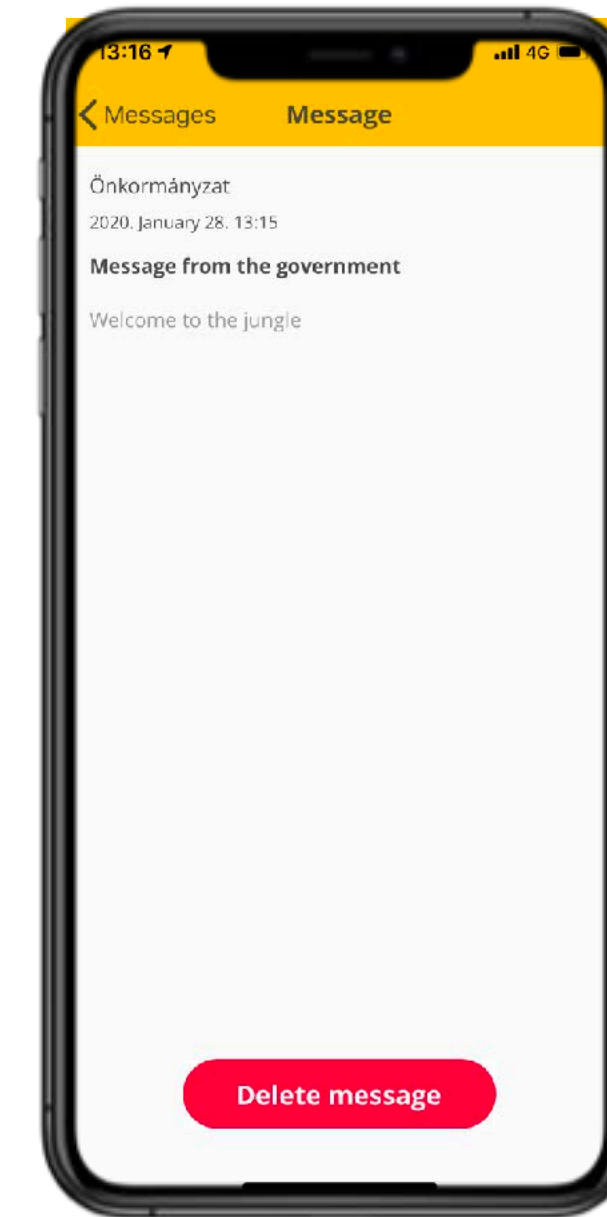 13:16
4G
Messages
Message
Önkormányzat
2020. January 28. 13:15
Message from the government
Welcome to the jungle
Delete message